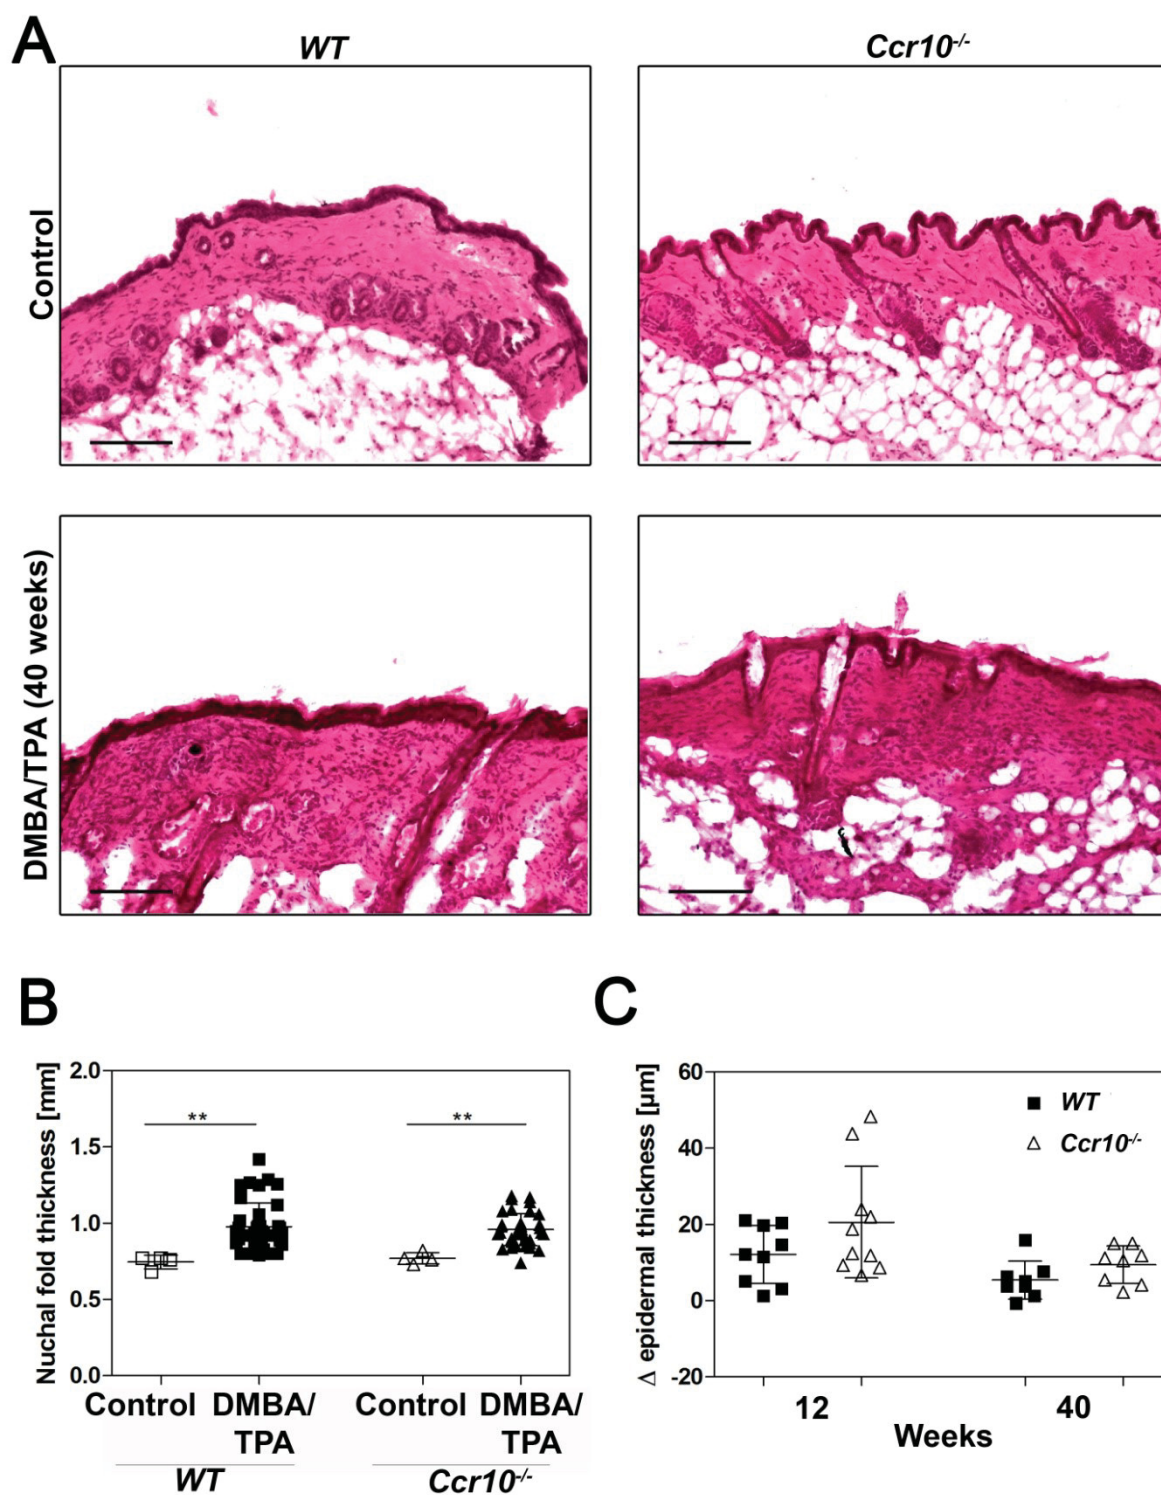 A
WT
Ccr10-/-
Control
DMBA/TPA (40 weeks)
B
C
Nuchal fold thickness [mm]
2.0
1.5
1.0
0.5
0.0
**
**
Control
DMBA/
TPA
Control
DMBA/
TPA
WT
Ccr10-/-
Δ epidermal thickness [µm]
60
40
20
0
-20
WT
Ccr10-/-
12
40
Weeks